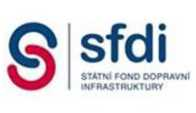 sfdi
STÁTNÍ FOND DOPRAVNÍ
INFRASTRUKTURY